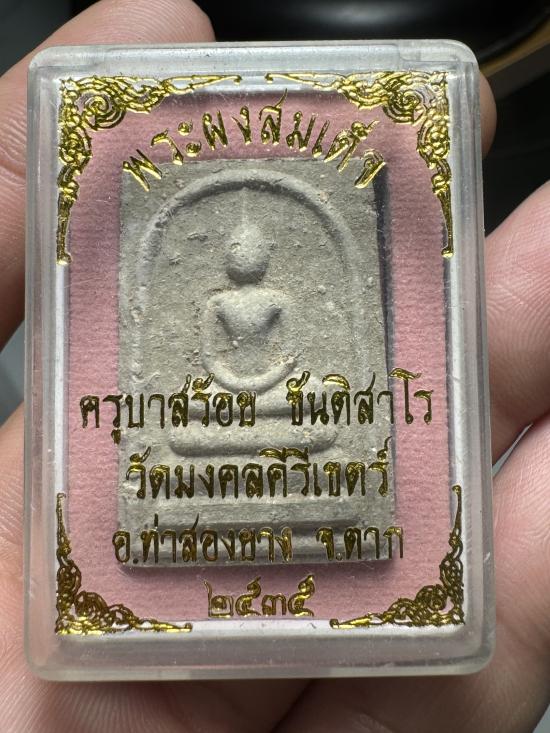 พระผงสมเด็จ
ครูบาสร้อย ขันติสาโร
วัดมงคลคีรีเขตร์
อ.ท่าสองยาง จ.ตาก
๒๕๓๕